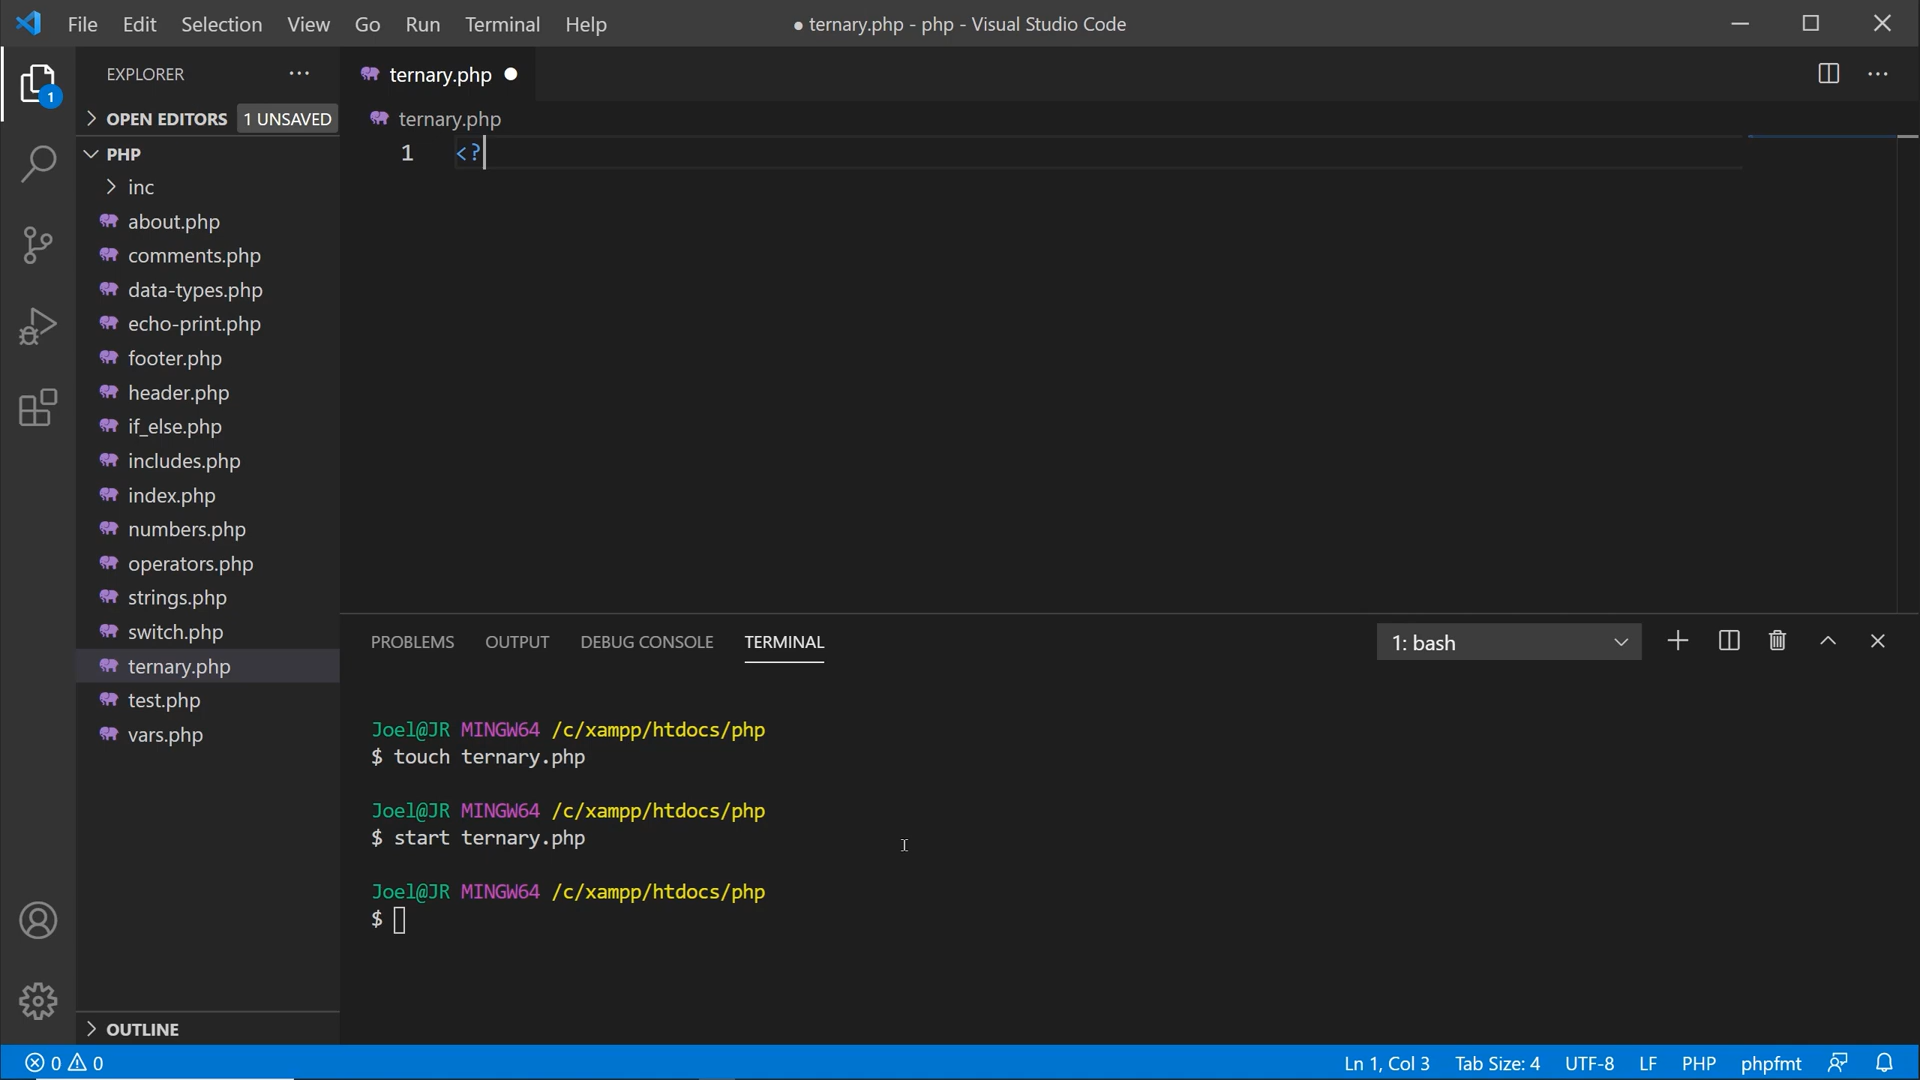 File Edit Selection View Go Run Terminal Help
● ternary.php - php - Visual Studio Code
EXPLORER
ternary.php
1
OPEN EDITORS 1 UNSAVED
ternary.php
PHP
1 <?
inc
about.php
comments.php
data-types.php
echo-print.php
footer.php
header.php
if_else.php
includes.php
index.php
numbers.php
operators.php
strings.php
switch.php
ternary.php
test.php
vars.php
OUTLINE
PROBLEMS OUTPUT DEBUG CONSOLE TERMINAL
1: bash
Joel@JR MINGW64 /c/xampp/htdocs/php
$ touch ternary.php
Joel@JR MINGW64 /c/xampp/htdocs/php
$ start ternary.php
Joel@JR MINGW64 /c/xampp/htdocs/php
$
0 0
Ln 1, Col 3 Tab Size: 4 UTF-8 LF PHP phpfmt